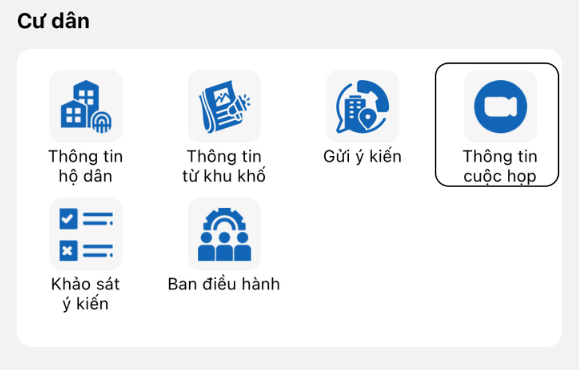 Cư dân
Thông tin
hộ dân
Thông tin
từ khu khố
Gửi ý kiến
Thông tin
cuộc họp
Khảo sát
ý kiến
Ban điều hành